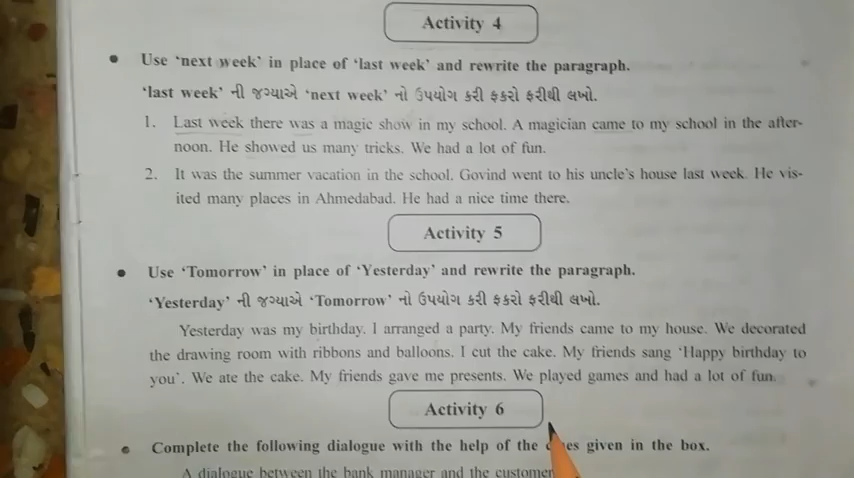 Activity 4
• Use 'next week' in place of 'last week' and rewrite the paragraph.
'last week' ની જગ્યાએ 'next week' નો ઉપયોગ કરી ફકરો ફરીથી લખો.
1. Last week there was a magic show in my school. A magician came to my school in the after-
noon. He showed us many tricks. We had a lot of fun.
2. It was the summer vacation in the school. Govind went to his uncle's house last week. He vis-
ited many places in Ahmedabad. He had a nice time there.
Activity 5
• Use 'Tomorrow' in place of 'Yesterday' and rewrite the paragraph.
'Yesterday' ની જગ્યાએ 'Tomorrow' નો ઉપયોગ કરી ફકરો ફરીથી લખો.
Yesterday was my birthday. I arranged a party. My friends came to my house. We decorated
the drawing room with ribbons and balloons. I cut the cake. My friends sang 'Happy birthday to
you'. We ate the cake. My friends gave me presents. We played games and had a lot of fun.
Activity 6
• Complete the following dialogue with the help of the given in the box.
A dialogue between the bank manager and the customer